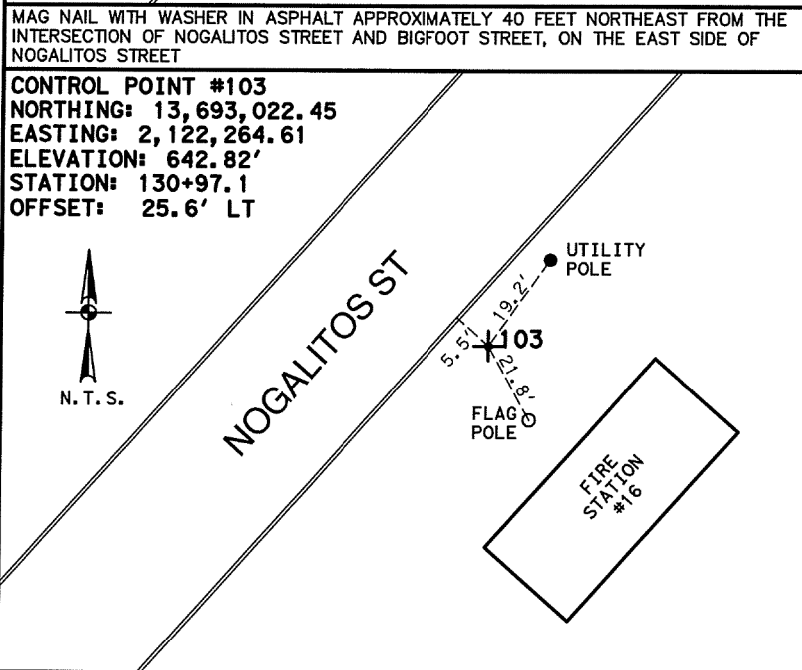 MAG NAIL WITH WASHER IN ASPHALT APPROXIMATELY 40 FEET NORTHEAST FROM THE
INTERSECTION OF NOGALITOS STREET AND BIGFOOT STREET, ON THE EAST SIDE OF
NOGALITOS STREET
CONTROL POINT #103
NORTHING: 13,693,022.45
EASTING: 2,122,264.61
ELEVATION: 642.82'
STATION: 130+97.1
OFFSET: 25.6' LT
N.T.S.
NOGALITOS ST
UTILITY
POLE
19.2'
5.5'
103
21.8'
FLAG
POLE
FIRE
STATION
#16